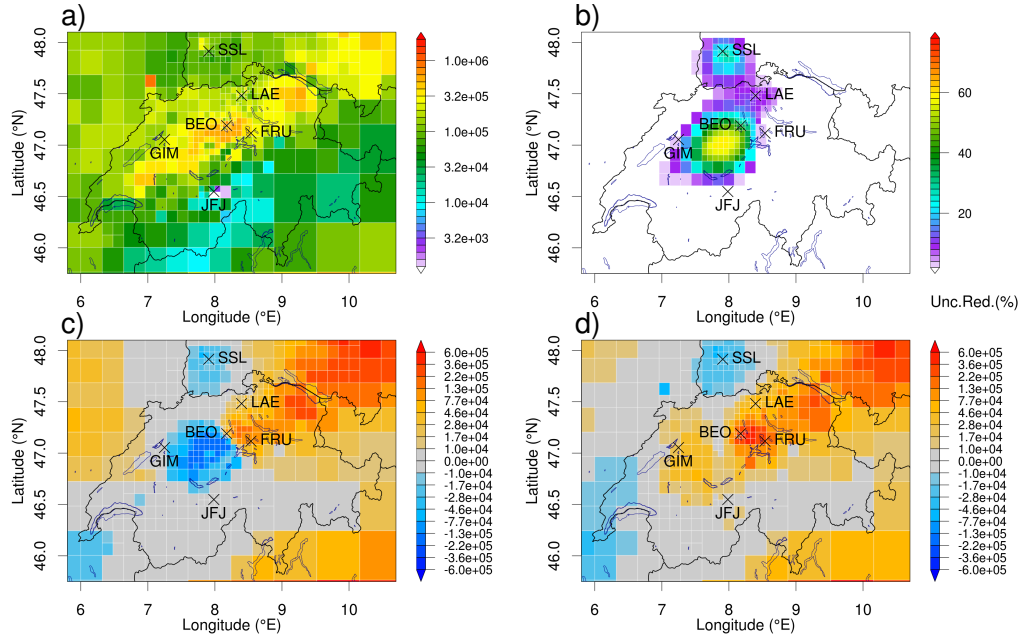 a)
48.0
47.5
47.0
46.5
46.0
Latitude (°N)
SSL
LAE
BEO
FRU
GIM
JFJ
6
7
8
9
10
Longitude (°E)
1.0e+06
3.2e+05
1.0e+05
3.2e+04
1.0e+04
3.2e+03
b)
48.0
47.5
47.0
46.5
46.0
Latitude (°N)
SSL
LAE
BEO
FRU
GIM
JFJ
6
7
8
9
10
Longitude (°E)
60
40
20
Unc.Red.(%)
c)
48.0
47.5
47.0
46.5
46.0
Latitude (°N)
SSL
LAE
BEO
FRU
GIM
JFJ
6
7
8
9
10
Longitude (°E)
6.0e+05
3.6e+05
2.2e+05
1.3e+05
7.7e+04
4.6e+04
2.8e+04
1.7e+04
1.0e+04
0.0e+00
-1.0e+04
-1.7e+04
-2.8e+04
-4.6e+04
-7.7e+04
-1.3e+05
-2.2e+05
-3.6e+05
-6.0e+05
d)
48.0
47.5
47.0
46.5
46.0
Latitude (°N)
SSL
LAE
BEO
FRU
GIM
JFJ
6
7
8
9
10
Longitude (°E)
6.0e+05
3.6e+05
2.2e+05
1.3e+05
7.7e+04
4.6e+04
2.8e+04
1.7e+04
1.0e+04
0.0e+00
-1.0e+04
-1.7e+04
-2.8e+04
-4.6e+04
-7.7e+04
-1.3e+05
-2.2e+05
-3.6e+05
-6.0e+05